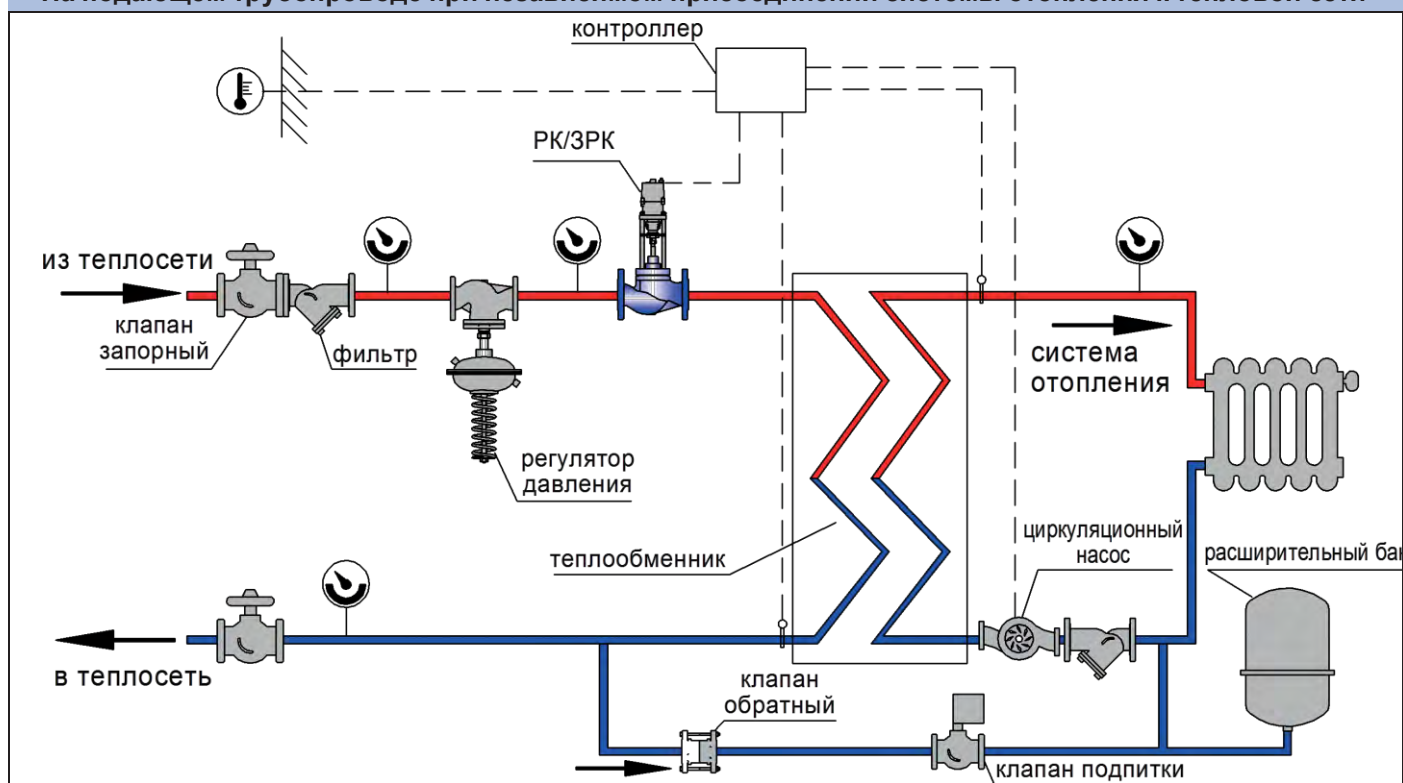 контроллер
РК/ЗРК
из теплосети
клапан
запорный
фильтр
система
отопления
регулятор
давления
теплообменник
циркуляционный
насос
расширительный ба
в теплосеть
клапан
обратный
клапан подпитки